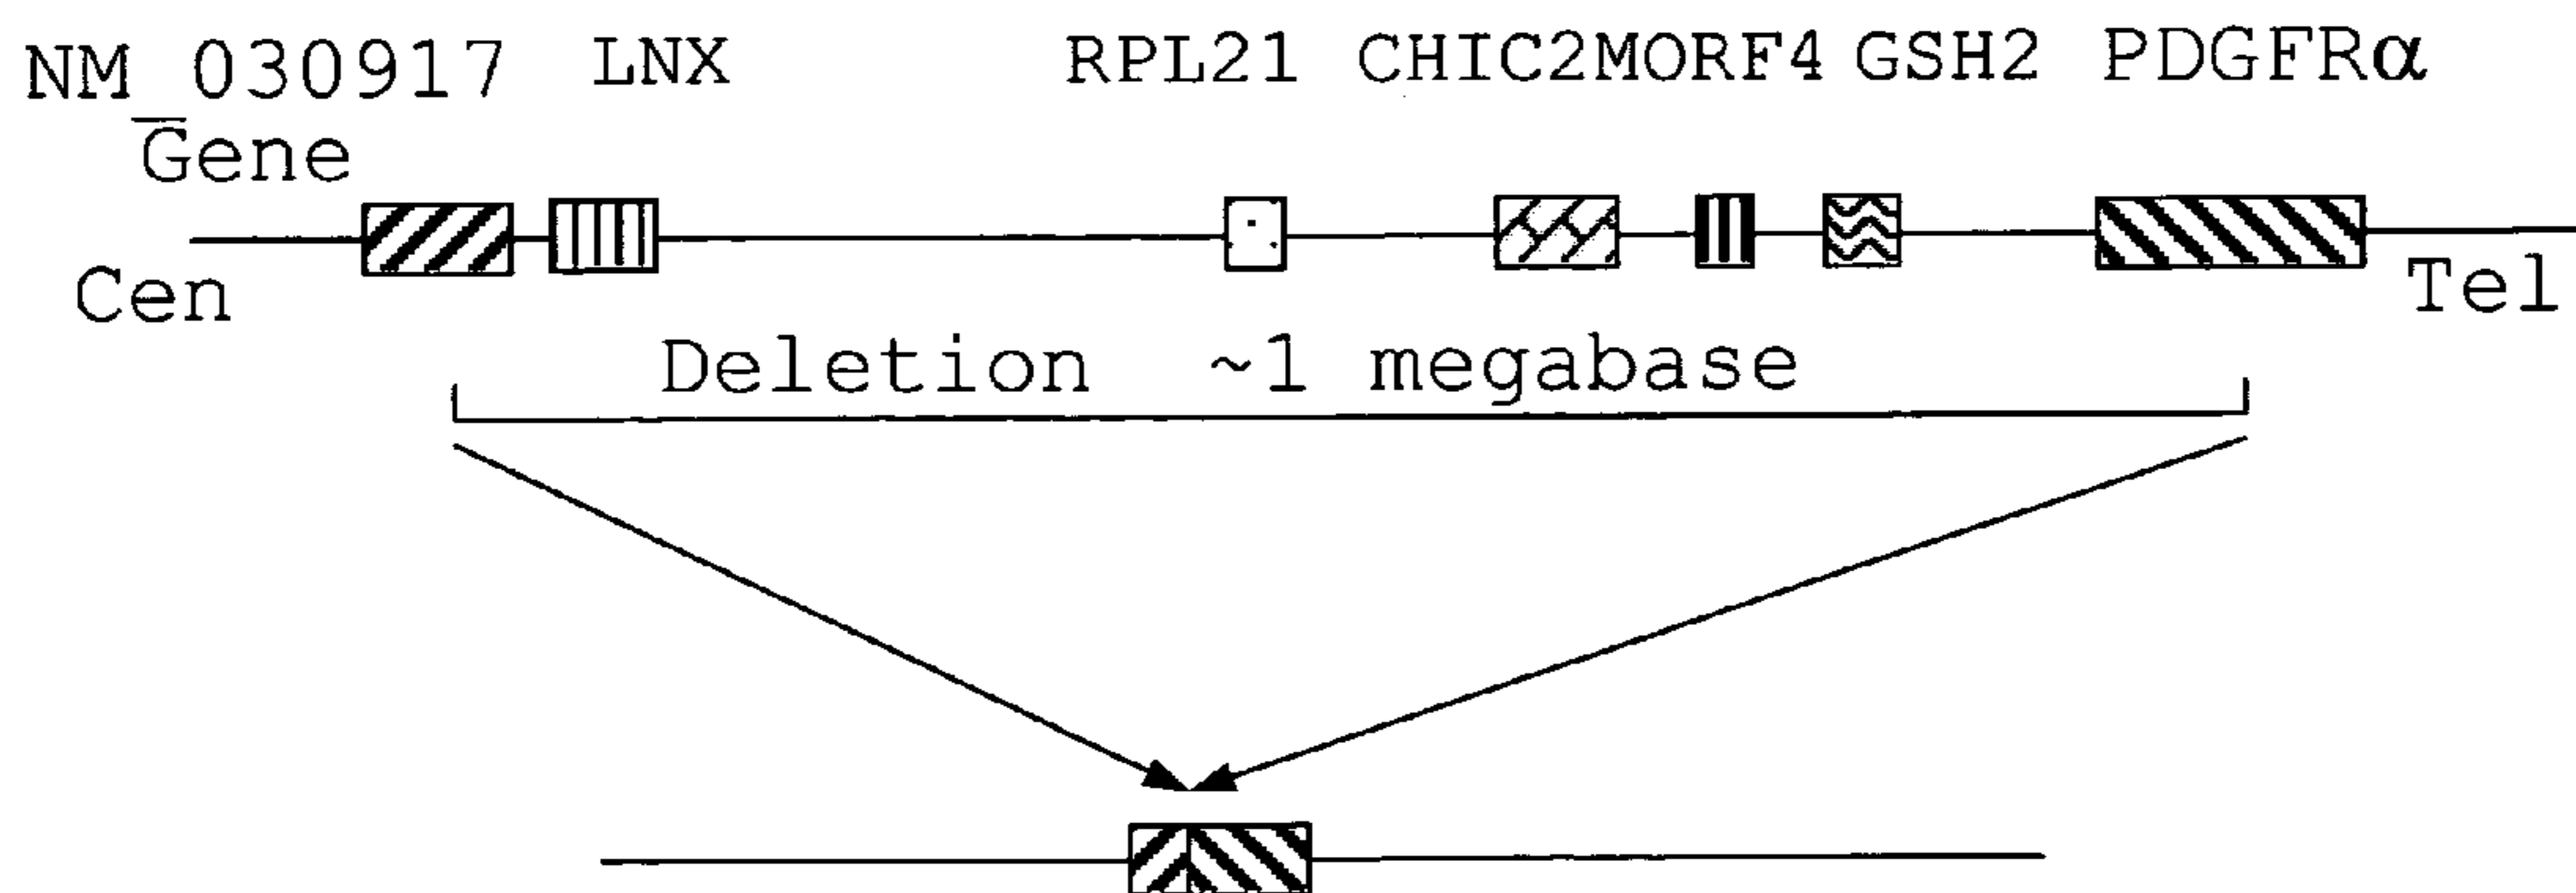 NM_030917 LNX RPL21 CHIC2MORF4 GSH2 PDGFRα
Gene
Cen Tel
Deletion ~1 megabase